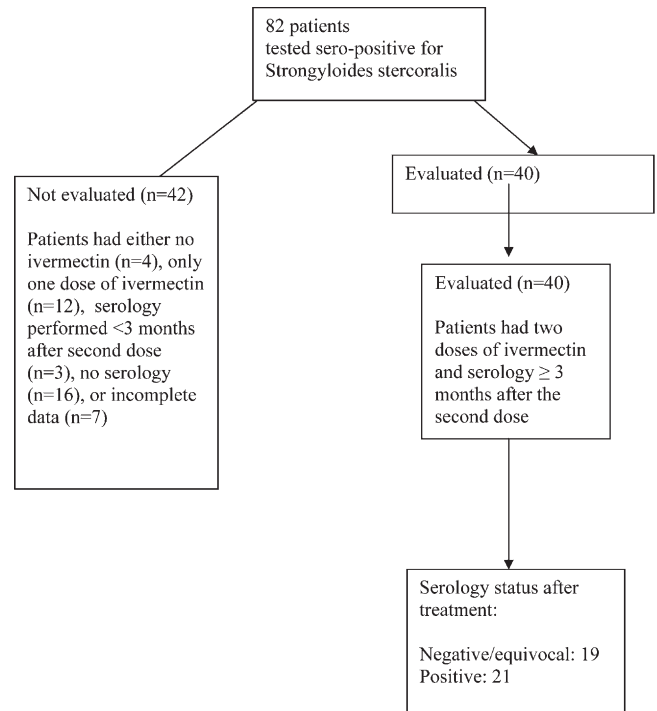 82 patients
tested sero-positive for
Strongyloides stercoralis
Not evaluated (n=42)
Patients had either no
ivermectin (n=4), only
one dose of ivermectin
(n=12), serology
performed <3 months
after second dose
(n=3), no serology
(n=16), or incomplete
data (n=7)
Evaluated (n=40)
Evaluated (n=40)
Patients had two
doses of ivermectin
and serology ≥ 3
months after the
second dose
Serology status after
treatment:
Negative/equivocal: 19
Positive: 21